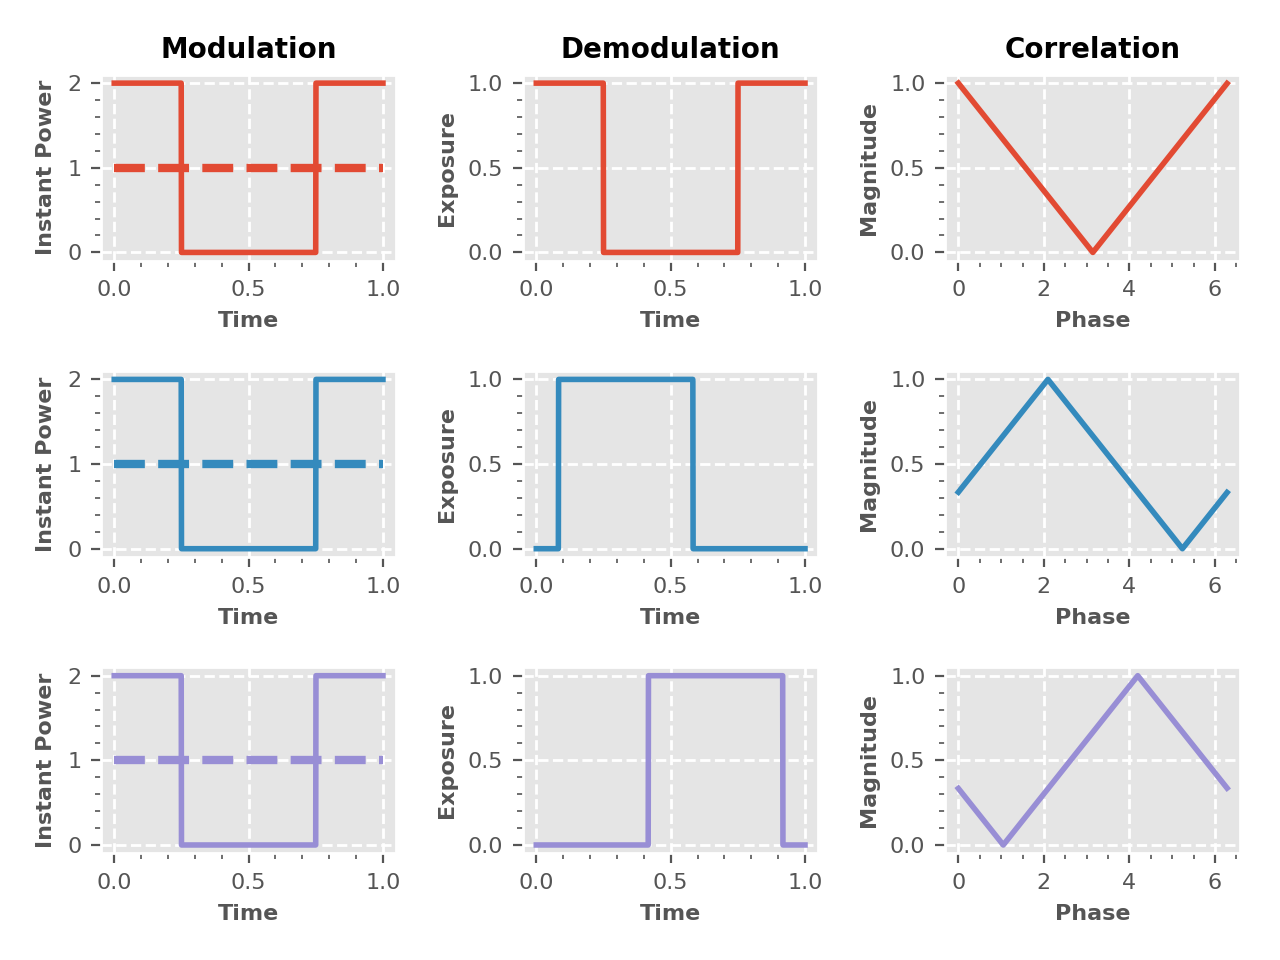 Modulation Demodulation Correlation
Instant Power Exposure Magnitude
2 1 0
1.0 0.5 0.0
1.0 0.5 0.0
0.0 0.5 1.0 0.0 0.5 1.0 0 2 4 6
Time Time Phase
Instant Power Exposure Magnitude
2 1 0
1.0 0.5 0.0
1.0 0.5 0.0
0.0 0.5 1.0 0.0 0.5 1.0 0 2 4 6
Time Time Phase
Instant Power Exposure Magnitude
2 1 0
1.0 0.5 0.0
1.0 0.5 0.0
0.0 0.5 1.0 0.0 0.5 1.0 0 2 4 6
Time Time Phase